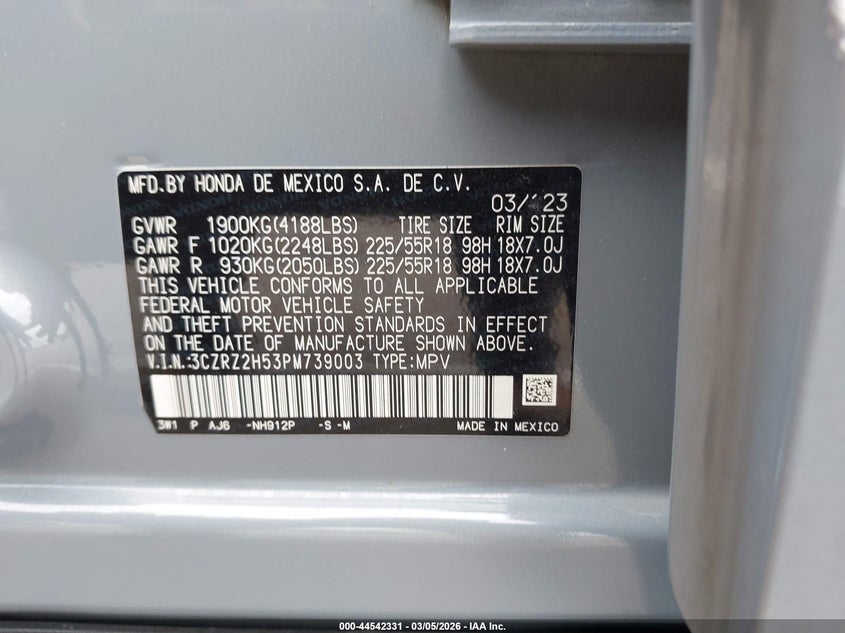 MFD.BY HONDA DE MEXICO S.A. DE C.V.
03/23
GVWR 1900KG(4188LBS) TIRE SIZE RIM SIZE
GAWR F 1020KG(2248LBS) 225/55R18 98H 18X7.0J
GAWR R 930KG(2050LBS) 225/55R18 98H 18X7.0J
THIS VEHICLE CONFORMS TO ALL APPLICABLE
FEDERAL MOTOR VEHICLE SAFETY
AND THEFT PREVENTION STANDARDS IN EFFECT
ON THE DATE OF MANUFACTURE SHOWN ABOVE.
V.I.N.:3CZRZ2H53PM739003 TYPE:MPV
3W1 P AJ6 -NH912P -S -M MADE IN MEXICO
000-44542331 - 03/05/2026 - IAA Inc.